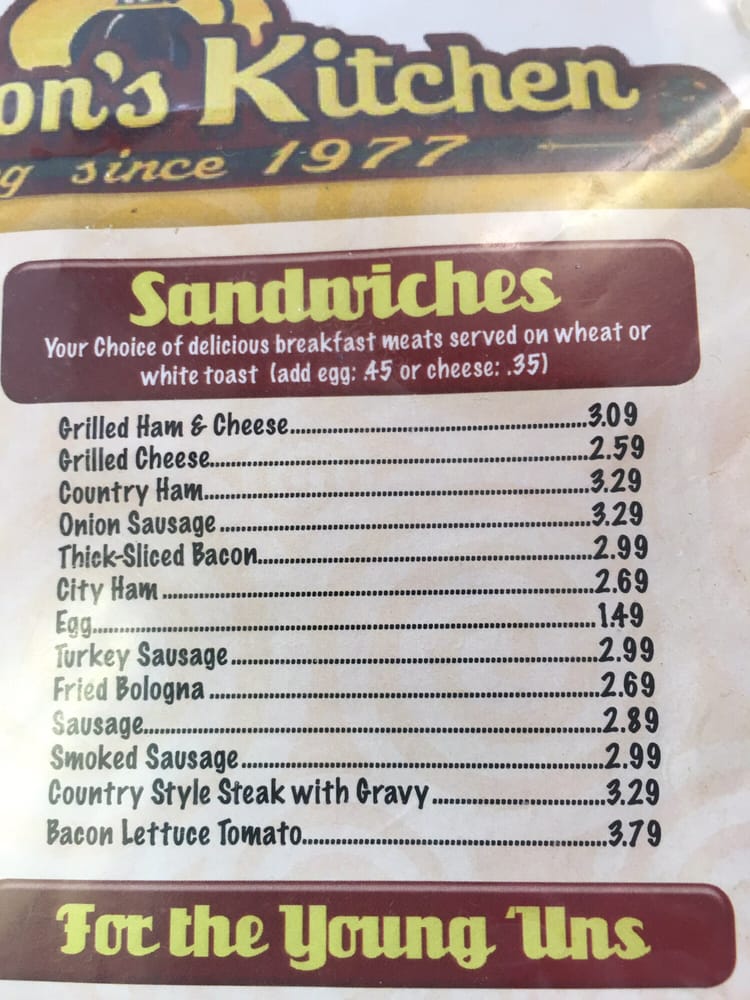 on's Kitchen
g since 1977
Sandwiches
Your Choice of delicious breakfast meats served on wheat or
white toast (add egg: .45 or cheese: .35)
Grilled Ham & Cheese 3.09
Grilled Cheese 2.59
Country Ham 3.29
Onion Sausage 3.29
Thick-Sliced Bacon 2.99
City Ham 2.69
Egg 1.49
Turkey Sausage 2.99
Fried Bologna 2.69
Sausage 2.89
Smoked Sausage 2.99
Country Style Steak with Gravy 3.29
Bacon Lettuce Tomato 3.79
For the Young 'Uns